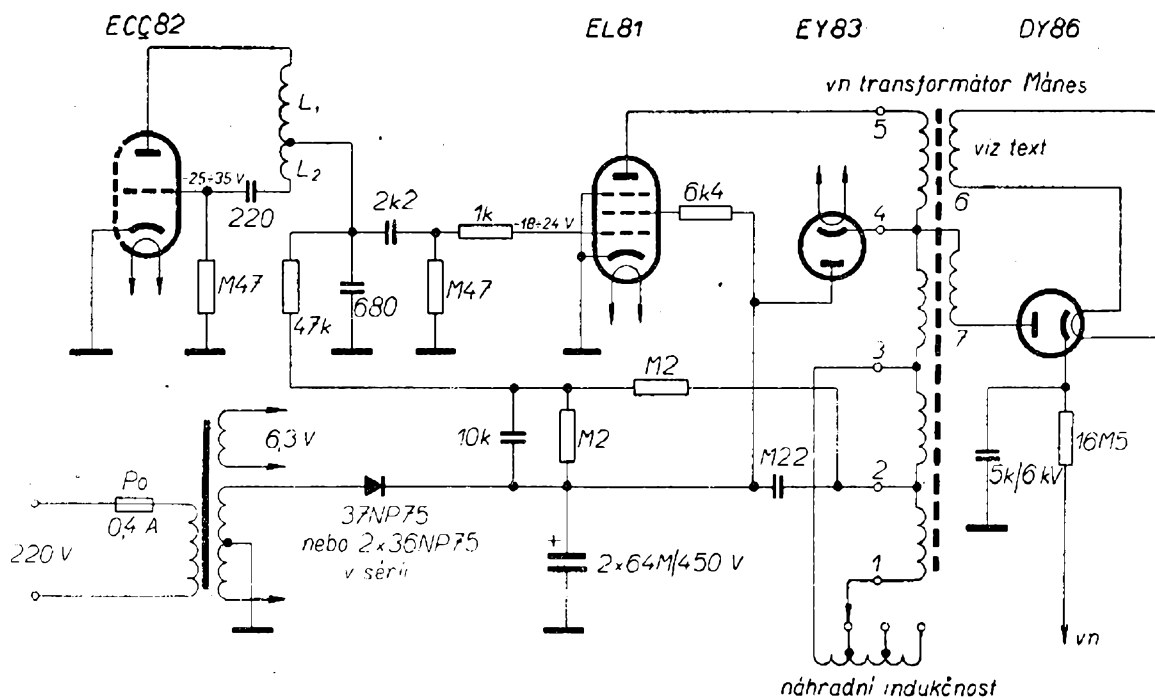 ECC82
EL81
EY83
DY86
vn transformátor Mánes
L1
L2
-25÷35 V
220
2k2
1k
-18÷24 V
6k4
5
viz text
6
4
M47
680
47k
M47
7
3
M2
10k
M2
M22
2
16M5
5k/6kV
6,3 V
Po
0,4 A
220 V
37NP75
nebo 2×36NP75
v sérii
+
2×64M/450 V
1
vn
náhradní indukčnost